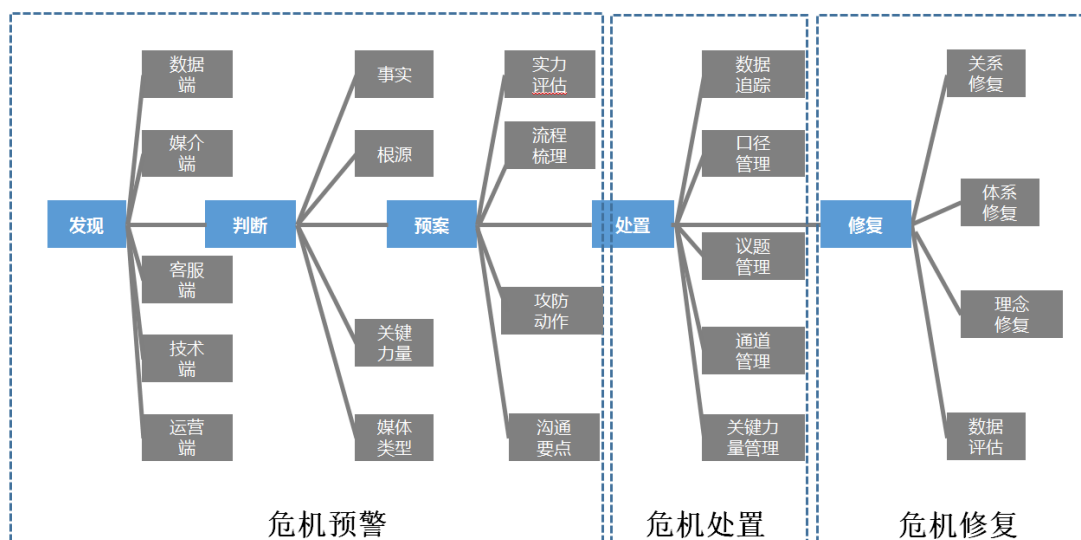 数据
端
媒介
端
发现
客服
端
技术
端
运营
端
事实
根源
判断
关键
力量
媒体
类型
实力
评估
流程
梳理
预案
攻防
动作
沟通
要点
危机预警
数据
追踪
口径
管理
处置
议题
管理
通道
管理
关键力
量管理
危机处置
关系
修复
体系
修复
修复
理念
修复
数据
评估
危机修复